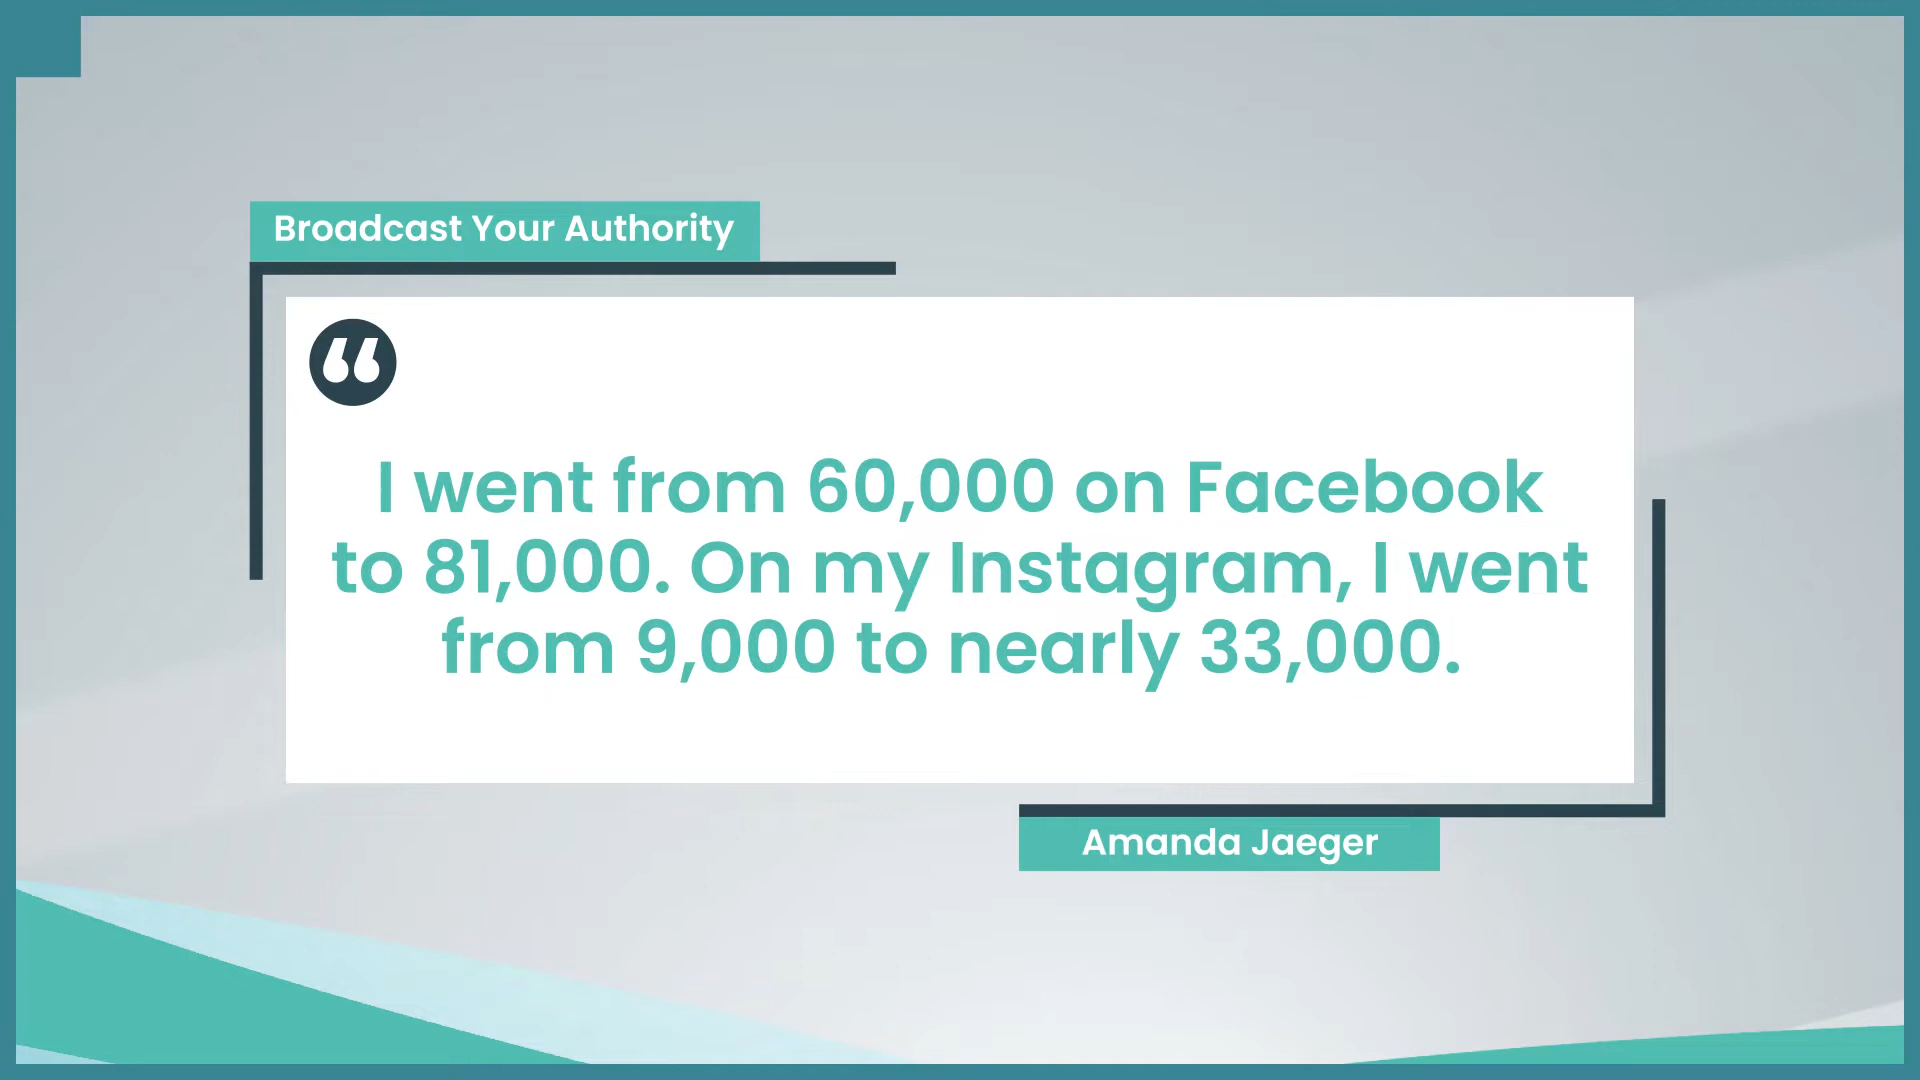 Broadcast Your Authority
“
I went from 60,000 on Facebook
to 81,000. On my Instagram, I went
from 9,000 to nearly 33,000.
Amanda Jaeger